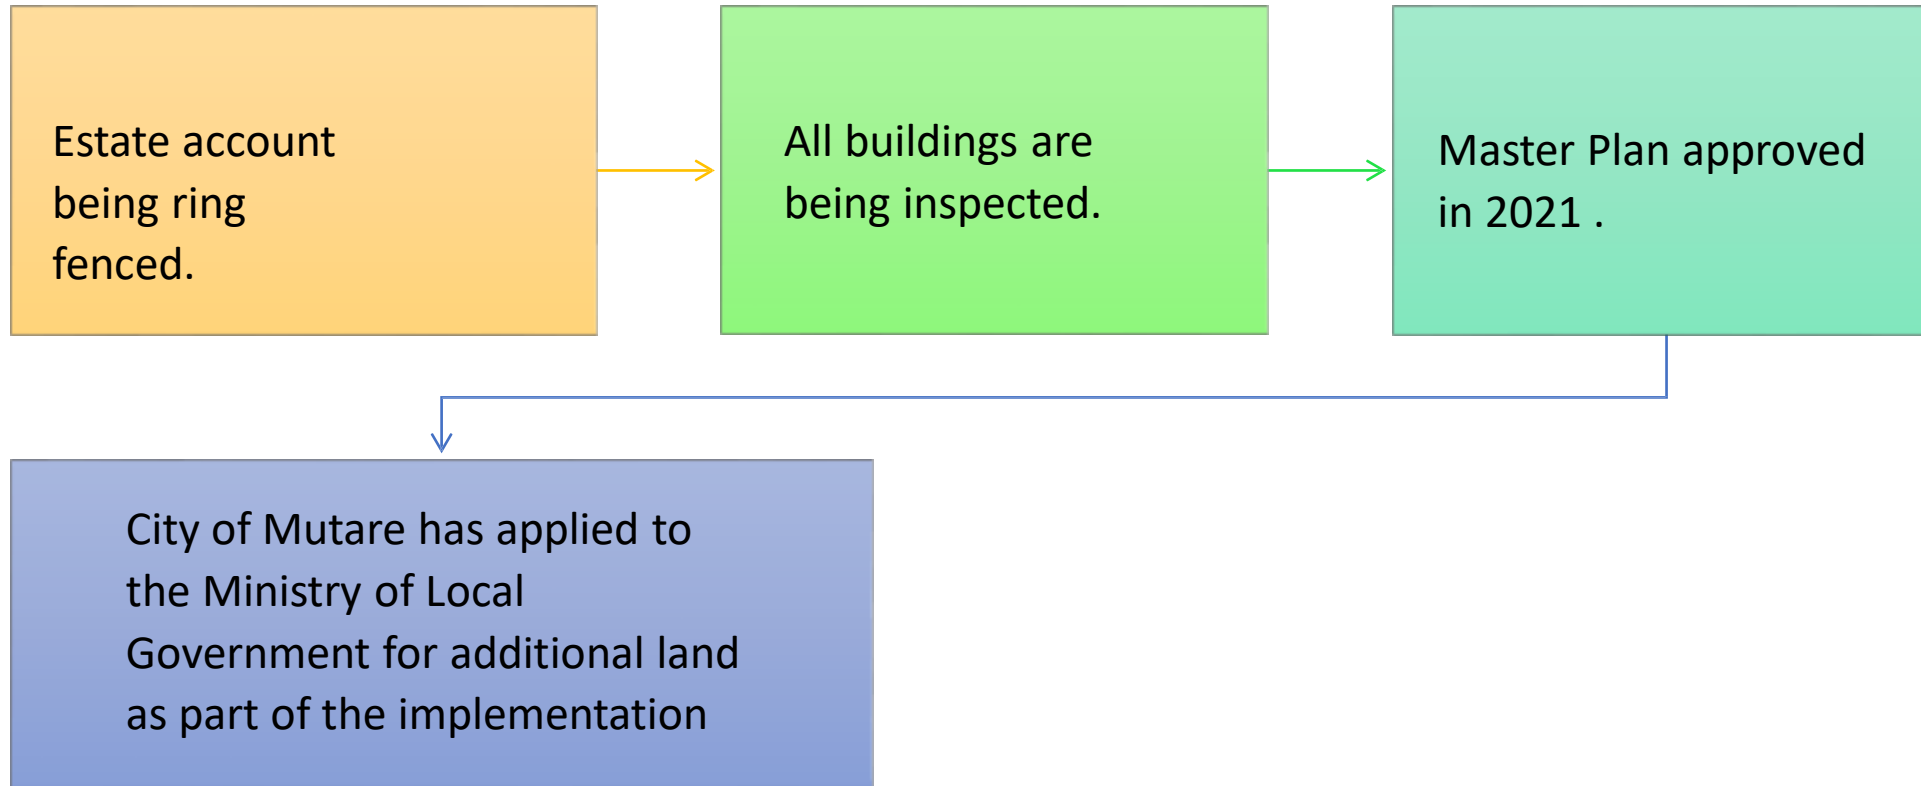 Estate account
being ring
fenced.
All buildings are
being inspected.
Master Plan approved
in 2021 .
City of Mutare has applied to
the Ministry of Local
Government for additional land
as part of the implementation